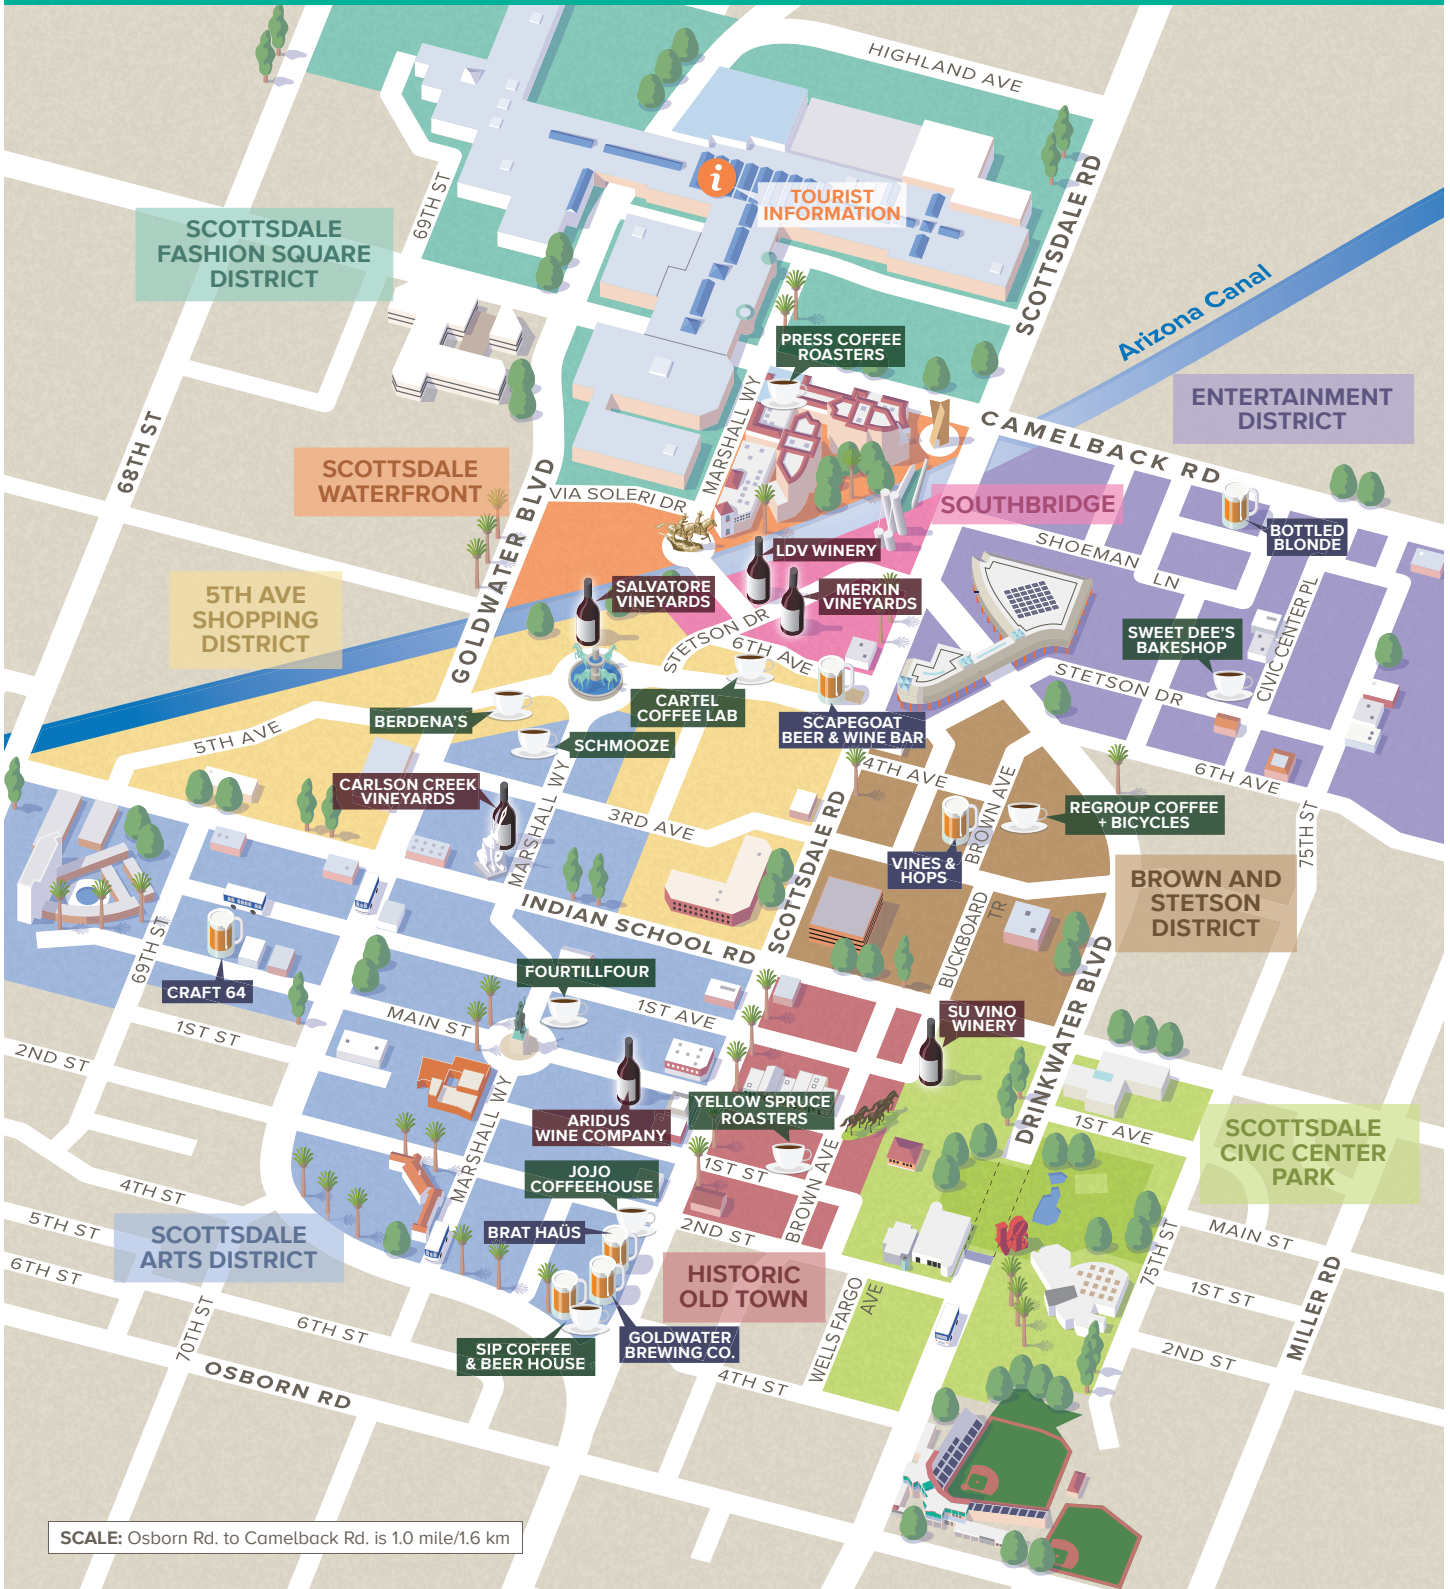 HIGHLAND AVE
69TH ST
TOURIST
INFORMATION
SCOTTSDALE RD
SCOTTSDALE
FASHION SQUARE
DISTRICT
Arizona Canal
PRESS COFFEE
ROASTERS
MARSHALL WY
ENTERTAINMENT
DISTRICT
CAMELBACK RD
68TH ST
SCOTTSDALE
WATERFRONT
GOLDWATER BLVD
VIA SOLERI DR
SOUTHBRIDGE
BOTTLED
BLONDE
SHOEMAN LN
LDV WINERY
SALVATORE
VINEYARDS
MERKIN
VINEYARDS
5TH AVE
SHOPPING
DISTRICT
STETSON DR
6TH AVE
SWEET DEE'S
BAKESHOP
CIVIC CENTER PL
STETSON DR
CARTEL
COFFEE LAB
BERDENA'S
SCAPEGOAT
BEER & WINE BAR
5TH AVE
SCHMOOZE
4TH AVE
6TH AVE
CARLSON CREEK
VINEYARDS
MARSHALL WY
3RD AVE
SCOTTSDALE RD
BROWN AVE
REGROUP COFFEE
+ BICYCLES
75TH ST
VINES &
HOPS
BROWN AND
STETSON
DISTRICT
INDIAN SCHOOL RD
BUCKBOARD
TR
69TH ST
CRAFT 64
FOURTILLFOUR
DRINKWATER BLVD
1ST AVE
MAIN ST
SU VINO
WINERY
1ST ST
2ND ST
YELLOW SPRUCE
ROASTERS
ARIDUS
WINE COMPANY
MARSHALL WY
1ST AVE
SCOTTSDALE
CIVIC CENTER
PARK
1ST ST
BROWN AVE
JOJO
COFFEEHOUSE
4TH ST
5TH ST
6TH ST
SCOTTSDALE
ARTS DISTRICT
BRAT HAÜS
2ND ST
75TH ST
MAIN ST
HISTORIC
OLD TOWN
WELLS FARGO
AVE
1ST ST
MILLER RD
70TH ST
6TH ST
SIP COFFEE
& BEER HOUSE
GOLDWATER
BREWING CO.
2ND ST
OSBORN RD
4TH ST
SCALE: Osborn Rd. to Camelback Rd. is 1.0 mile/1.6 km